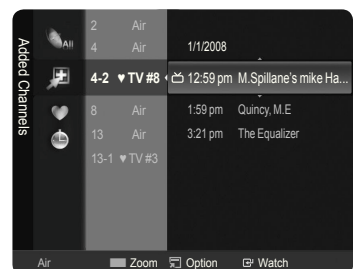 Added Channels
All
2 Air
4 Air
1/1/2008
4-2 ♥ TV #8
12:59 pm M.Spillane's mike Ha...
8 Air
1:59 pm Quincy, M.E
13 Air
3:21 pm The Equalizer
13-1 ♥ TV #3
Air Zoom Option Watch